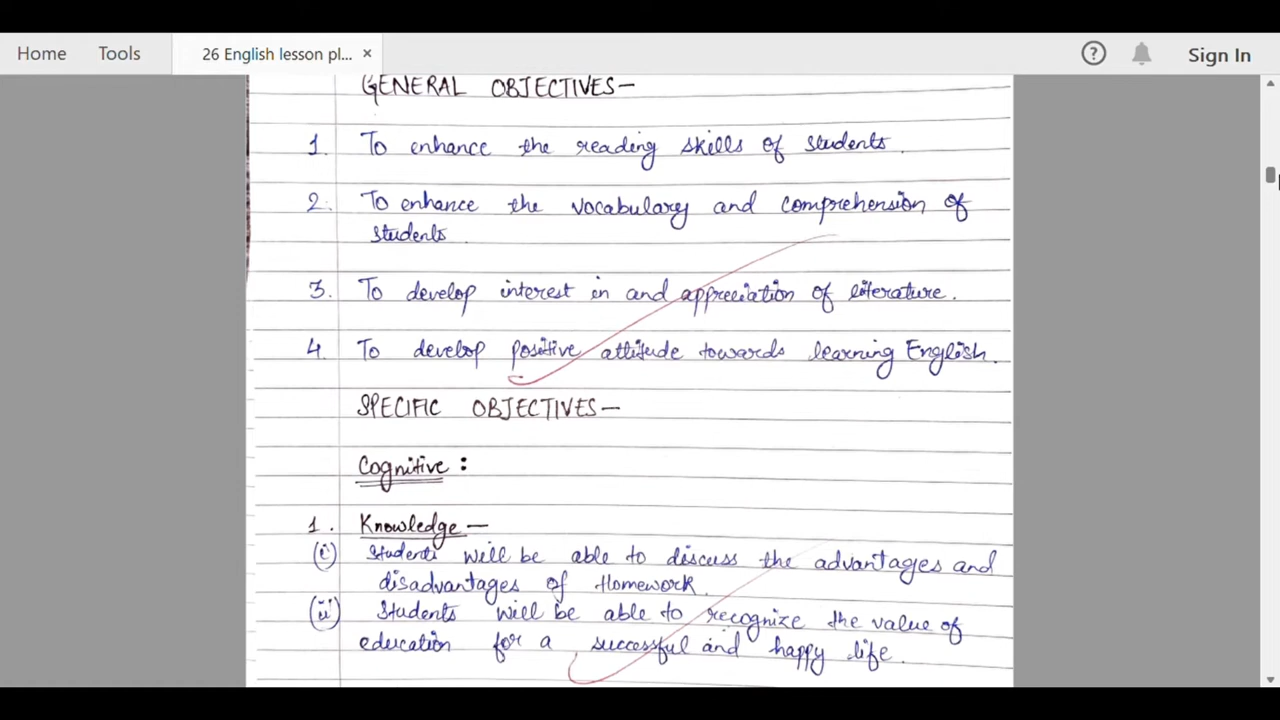 Home Tools 26 English lesson pl... × ? Sign In
GENERAL OBJECTIVES—
1. To enhance the reading skills of students.
2. To enhance the vocabulary and comprehension of
students.
3. To develop interest in and appreciation of literature.
4. To develop positive attitude towards learning English.
SPECIFIC OBJECTIVES—
Cognitive :
1. Knowledge—
(i) Students will be able to discuss the advantages and
disadvantages of Homework.
(ii) Students will be able to recognize the value of
education for a successful and happy life.